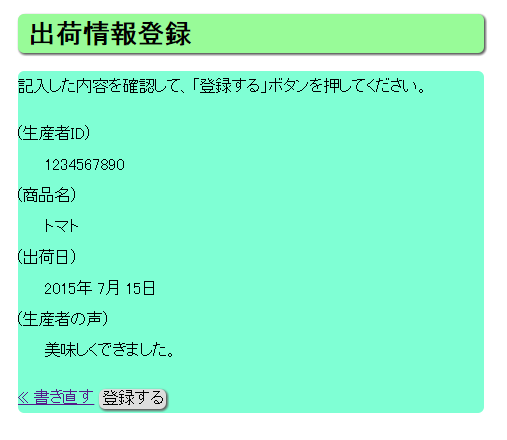 出荷情報登録
記入した内容を確認して、「登録する」ボタンを押してください。
(生産者ID)
1234567890
(商品名)
トマト
(出荷日)
2015年 7月 15日
(生産者の声)
美味しくできました。
≪ 書き直す 登録する